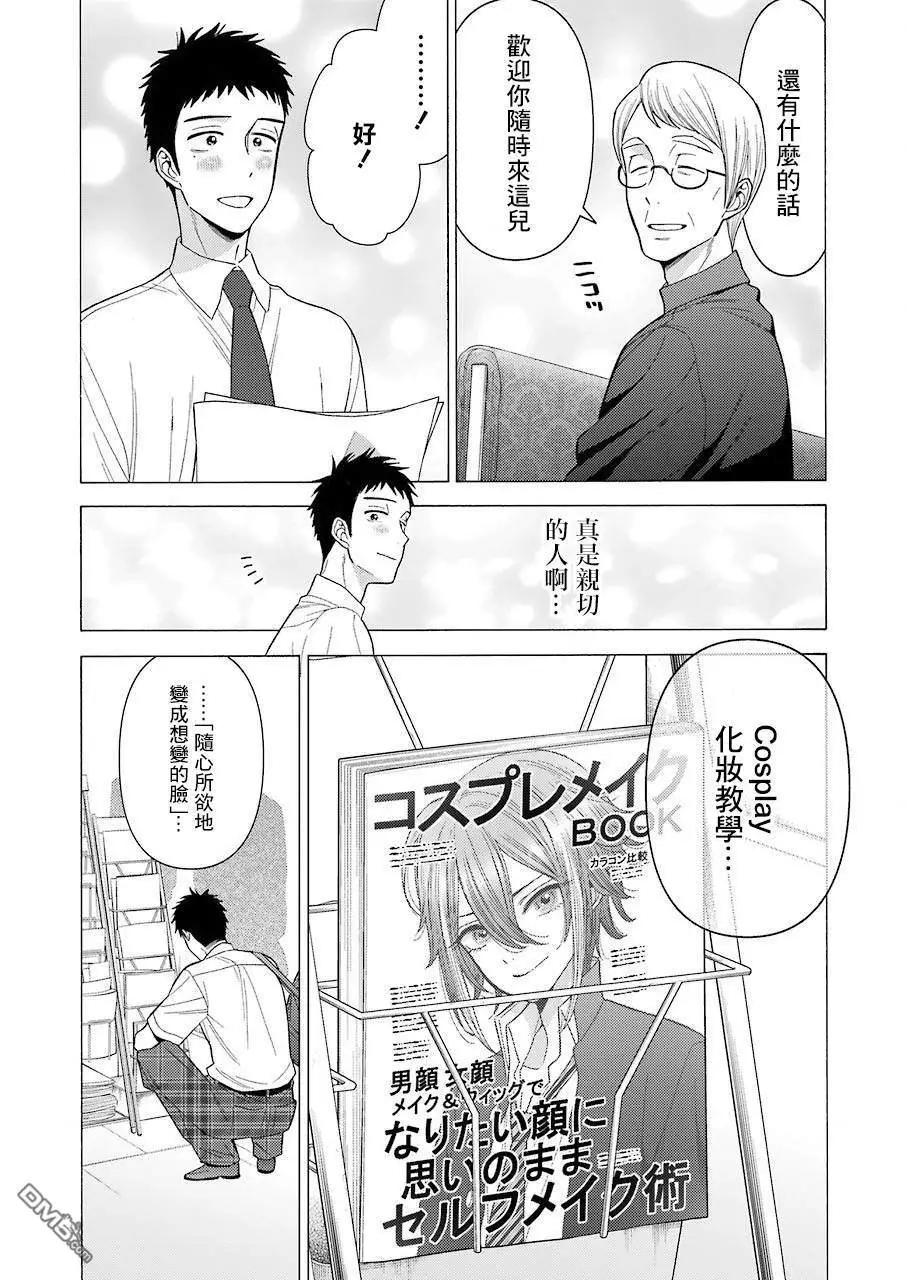 還有什麼的話
歡迎你隨時來這兒
ニコッ
………
好！
真是親切
的人啊…
Cosplay
化妝教學…
コスプレメイク
BOOK
カラコン比較
男顔 女顔
メイク&ウィッグで
なりたい顔に
思いのまま
セルフメイク術
……「隨心所欲地
變成想變的臉」…
DM5.com